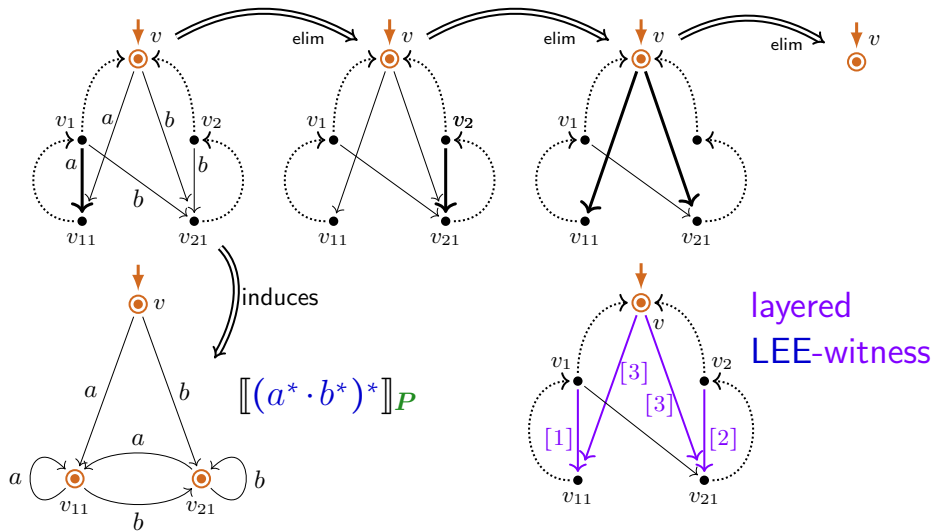 v elim v elim v elim v
v₁ a b v₂ v₁ v₂ v₁
a b b
v₁₁ v₂₁ v₁₁ v₂₁ v₁₁ v₂₁
induces
v
a b
a
a b
v₁₁ v₂₁
b
⟦(a* · b*)*⟧P
v
v₁ v₂
[3]
[3]
[1] [2]
v₁₁ v₂₁
layered
LEE-witness